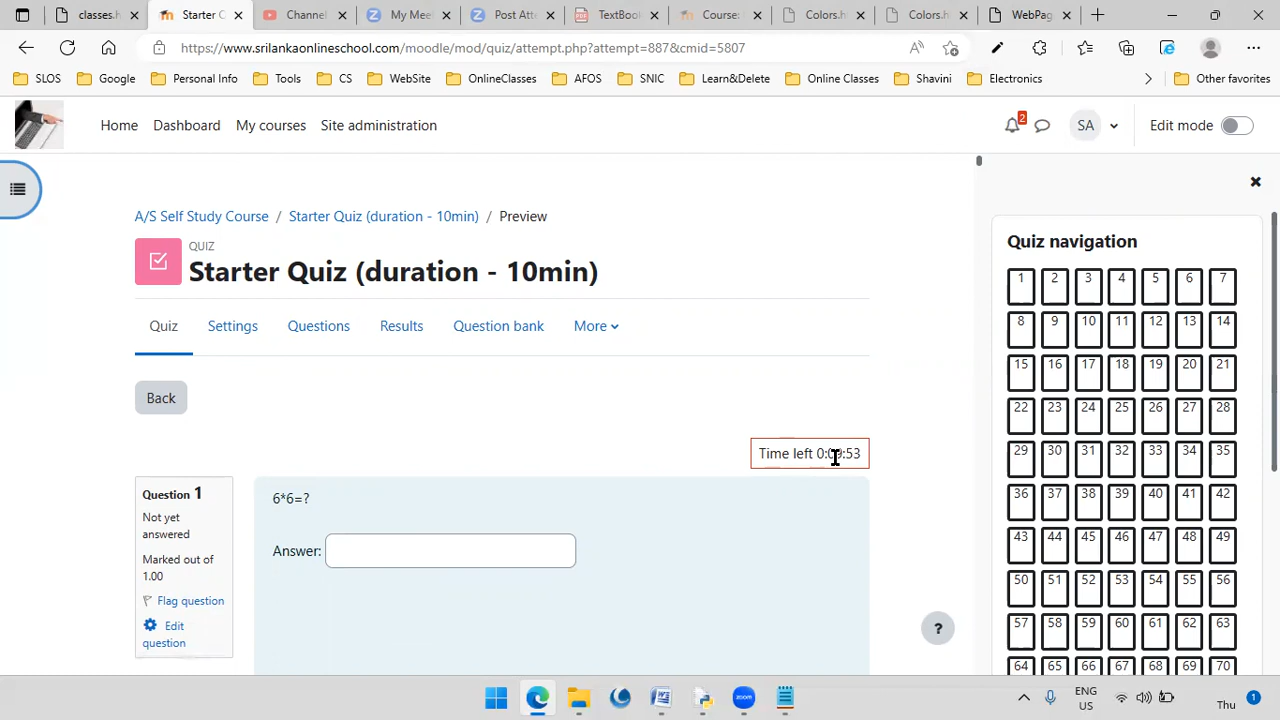 classes.h
Starter C
Channel
My Mee
Post Att
TextBool
Course:
Colors.h
Colors.h
WebPag
https://www.srilankaonlineschool.com/moodle/mod/quiz/attempt.php?attempt=887&cmid=5807
SLOS
Google
Personal Info
Tools
CS
WebSite
OnlineClasses
AFOS
SNIC
Learn&Delete
Online Classes
Shavini
Electronics
Other favorites
Home
Dashboard
My courses
Site administration
2
SA
Edit mode
A/S Self Study Course / Starter Quiz (duration - 10min) / Preview
QUIZ
Starter Quiz (duration - 10min)
Quiz
Settings
Questions
Results
Question bank
More
Back
Time left 0:09:53
Question 1
Not yet
answered
Marked out of
1.00
Flag question
Edit
question
6*6=?
Answer:
?
Quiz navigation
1 2 3 4 5 6 7
8 9 10 11 12 13 14
15 16 17 18 19 20 21
22 23 24 25 26 27 28
29 30 31 32 33 34 35
36 37 38 39 40 41 42
43 44 45 46 47 48 49
50 51 52 53 54 55 56
57 58 59 60 61 62 63
64 65 66 67 68 69 70
zoom
ENG
US
Thu
1